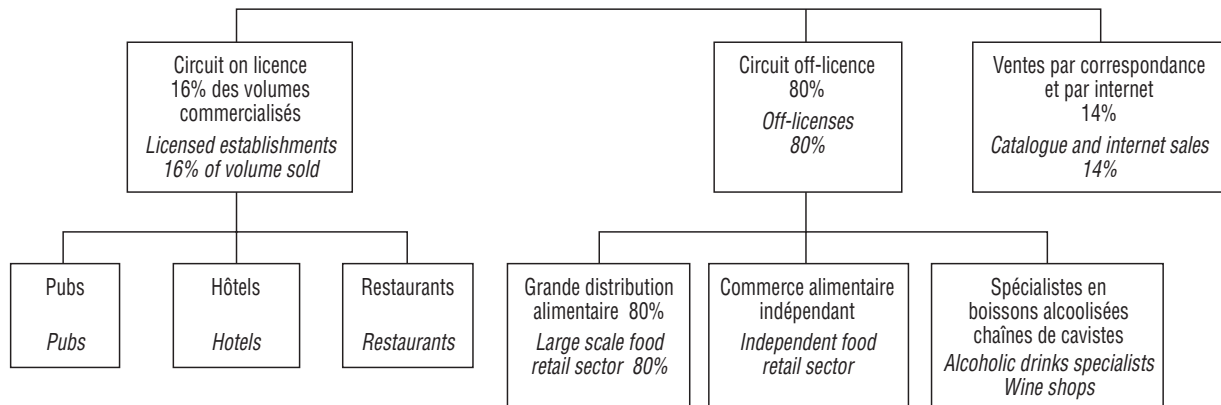 Circuit on licence
16% des volumes
commercialisés
Licensed establishments
16% of volume sold
Circuit off-licence
80%
Off-licenses
80%
Ventes par correspondance
et par internet
14%
Catalogue and internet sales
14%
Pubs
Pubs
Hôtels
Hotels
Restaurants
Restaurants
Grande distribution
alimentaire 80%
Large scale food
retail sector 80%
Commerce alimentaire
indépendant
Independent food
retail sector
Spécialistes en
boissons alcoolisées
chaînes de cavistes
Alcoholic drinks specialists
Wine shops